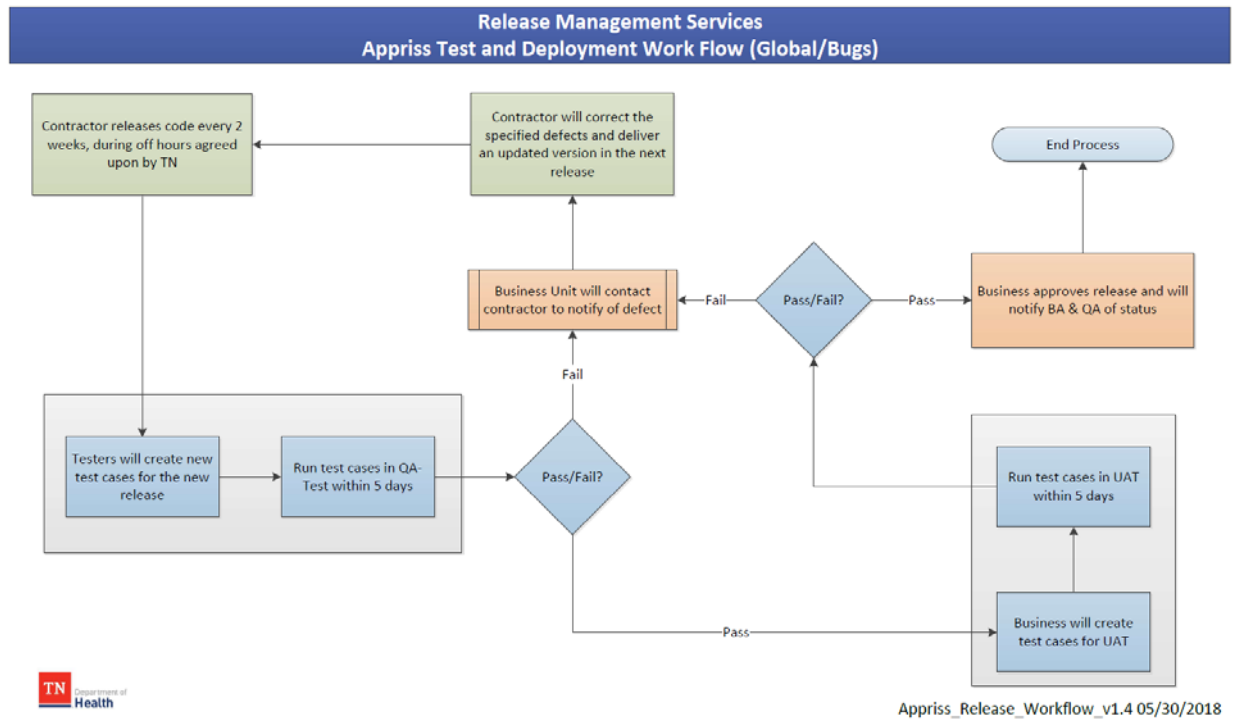 Release Management Services
Appriss Test and Deployment Work Flow (Global/Bugs)
Contractor releases code every 2
weeks, during off hours agreed
upon by TN
Contractor will correct the
specified defects and deliver
an updated version in the next
release
End Process
Business Unit will contact
contractor to notify of defect
Fail
Pass/Fail?
Pass
Business approves release and will
notify BA & QA of status
Fail
Testers will create new
test cases for the new
release
Run test cases in QA-
Test within 5 days
Pass/Fail?
Run test cases in UAT
within 5 days
Pass
Business will create
test cases for UAT
TN
Department of
Health
Appriss_Release_Workflow_v1.4 05/30/2018